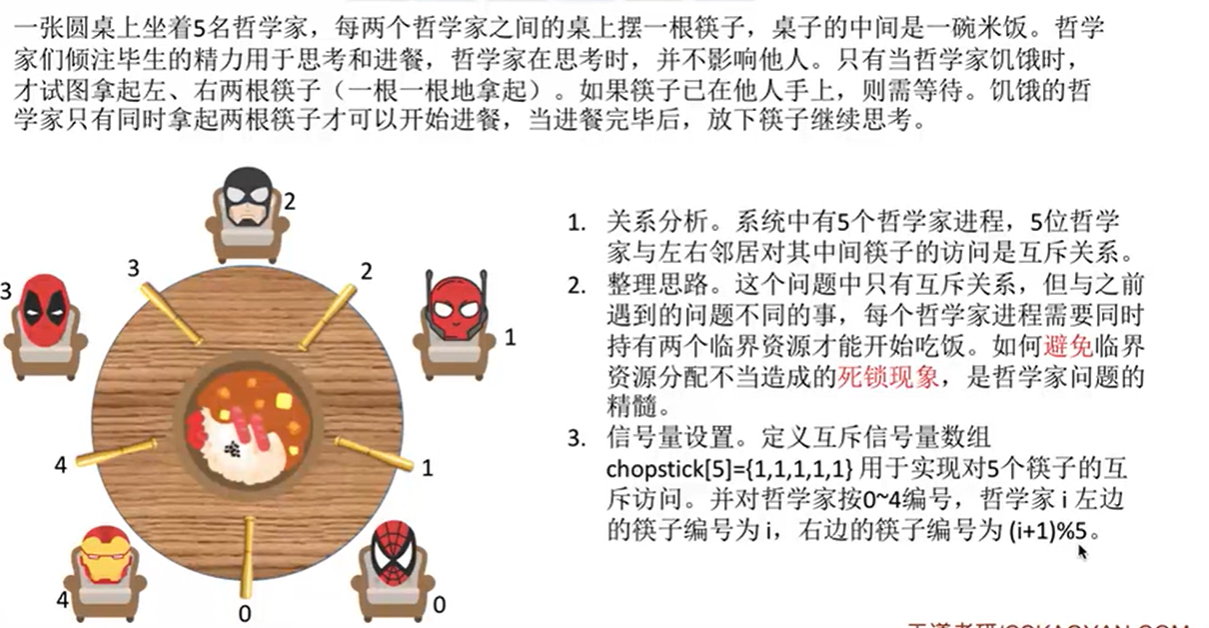 一张圆桌上坐着5名哲学家，每两个哲学家之间的桌上摆一根筷子，桌子的中间是一碗米饭。哲学
家们倾注毕生的精力用于思考和进餐，哲学家在思考时，并不影响他人。只有当哲学家饥饿时，
才试图拿起左、右两根筷子（一根一根地拿起）。如果筷子已在他人手上，则需等待。饥饿的哲
学家只有同时拿起两根筷子才可以开始进餐，当进餐完毕后，放下筷子继续思考。
2
3
2
3
1
4
1
4
0
0
1. 关系分析。系统中有5个哲学家进程，5位哲学
家与左右邻居对其中间筷子的访问是互斥关系。
2. 整理思路。这个问题中只有互斥关系，但与之前
遇到的问题不同的事，每个哲学家进程需要同时
持有两个临界资源才能开始吃饭。如何避免临界
资源分配不当造成的死锁现象，是哲学家问题的
精髓。
3. 信号量设置。定义互斥信号量数组
chopstick[5]={1,1,1,1,1} 用于实现对5个筷子的互
斥访问。并对哲学家按0~4编号，哲学家 i 左边
的筷子编号为 i，右边的筷子编号为 (i+1)%5。